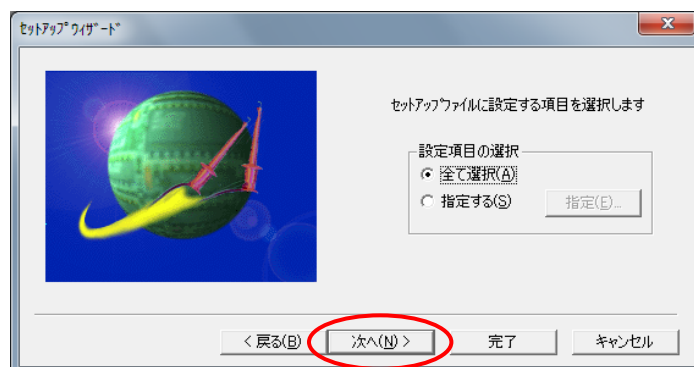 ｾｯﾄｱｯﾌﾟｳｨｻﾞｰﾄﾞ
ｾｯﾄｱｯﾌﾟﾌｧｲﾙに設定する項目を選択します
設定項目の選択
全て選択(A)
指定する(S)
指定(E)...
< 戻る(B)
次へ(N) >
完了
キャンセル